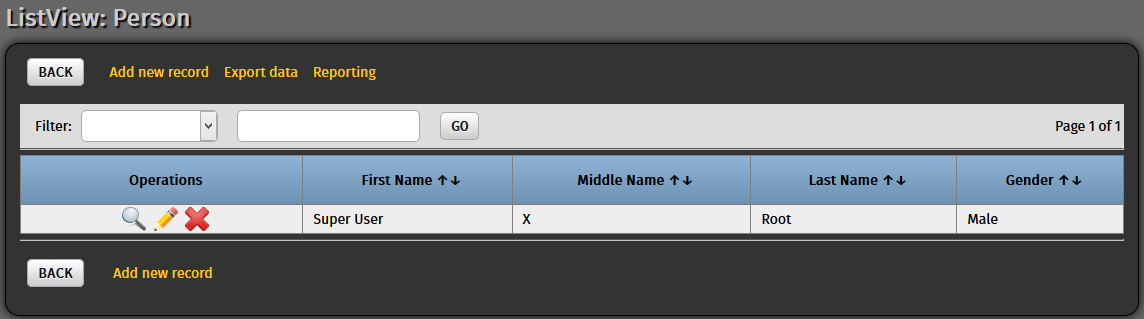 ListView: Person
BACK Add new record Export data Reporting
Filter: GO Page 1 of 1
Operations First Name ↑↓ Middle Name ↑↓ Last Name ↑↓ Gender ↑↓
Super User X Root Male
BACK Add new record